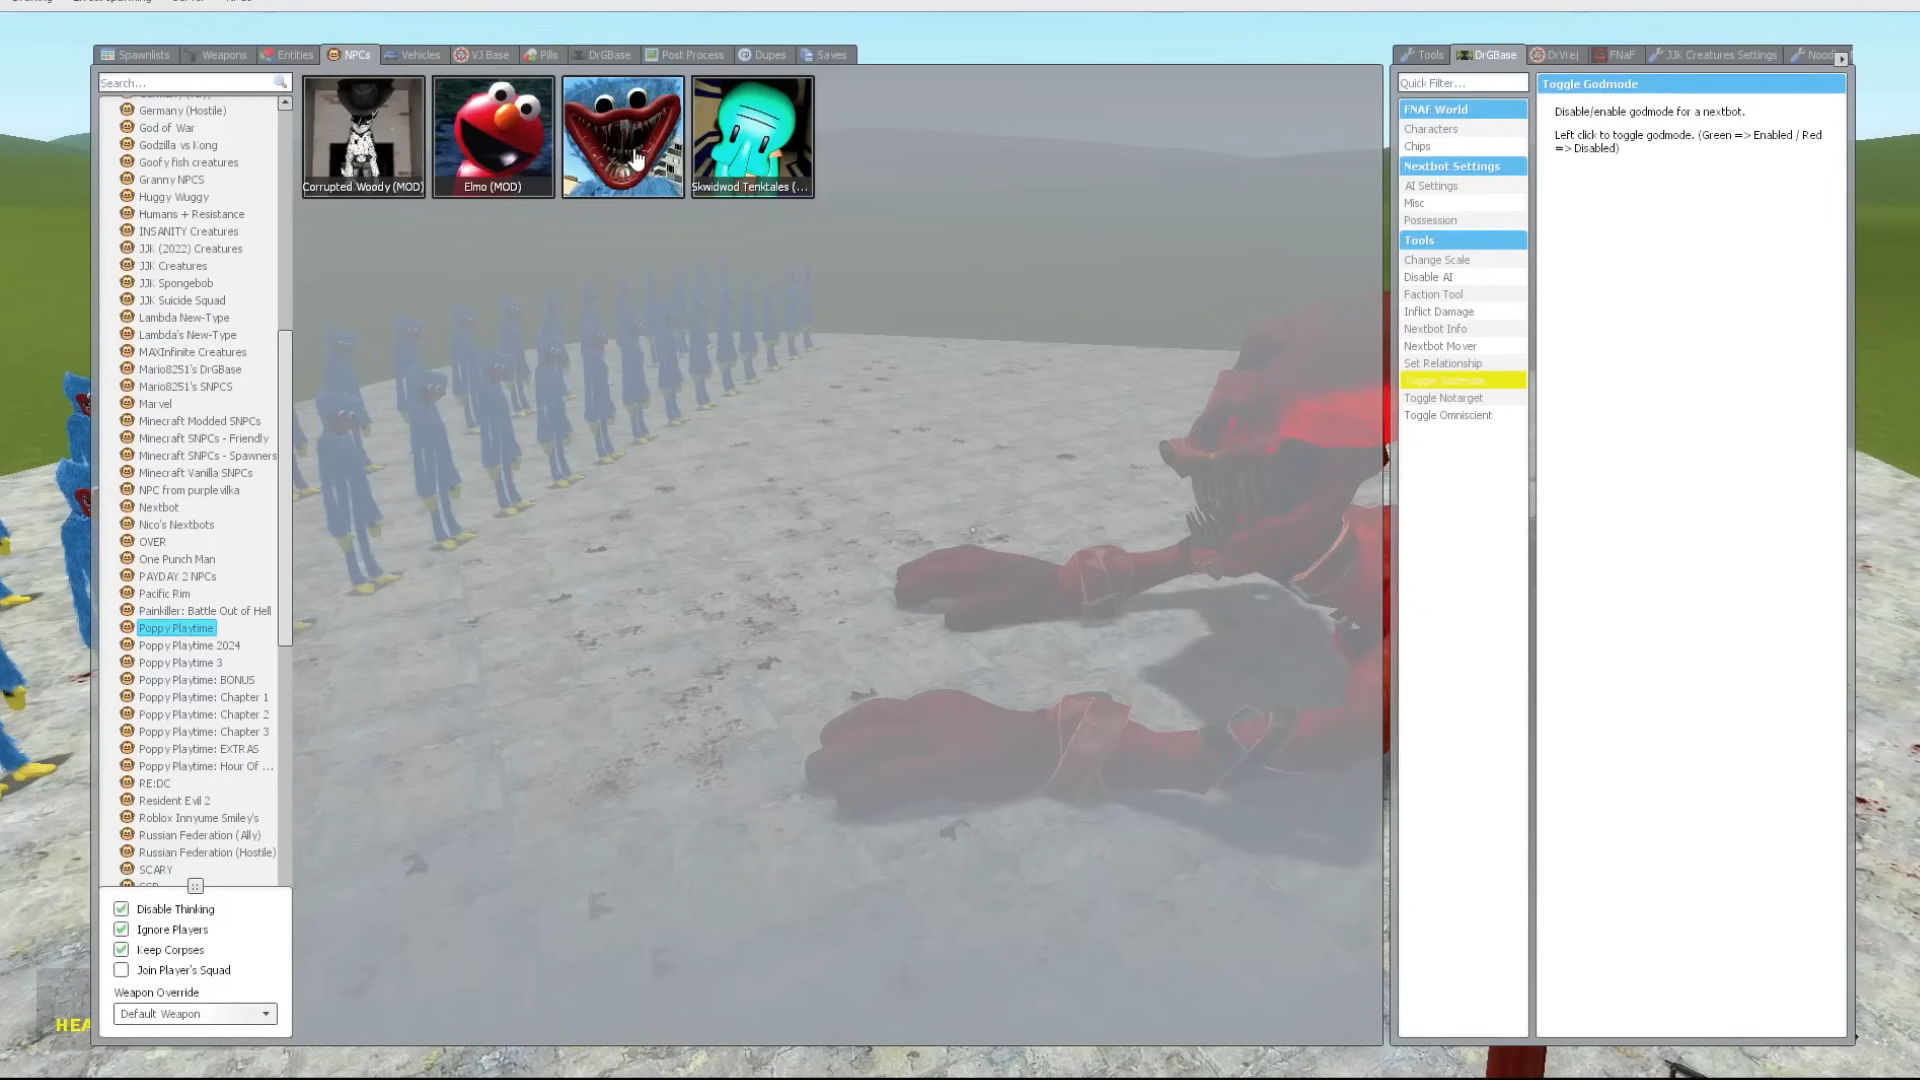 Spawnlists Weapons Entities NPCs Vehicles VJ Base Pills DrGBase Post Process Dupes Saves
Tools DrGBase DrVrej FNaF JJK Creatures Settings
Search...
Germany (Hostile)
God of War
Godzilla vs Kong
Goofy fish creatures
Granny NPCS
Huggy Wuggy
Humans + Resistance
INSANITY Creatures
JJK (2022) Creatures
JJK Creatures
JJK Spongebob
JJK Suicide Squad
Lambda New-Type
Lambda's New-Type
MAXInfinite Creatures
Mario8251's DrGBase
Mario8251's SNPCS
Marvel
Minecraft Modded SNPCs
Minecraft SNPCs - Friendly
Minecraft SNPCs - Spawners
Minecraft Vanilla SNPCs
NPC from purplevilka
Nextbot
Nico's Nextbots
OVER
One Punch Man
PAYDAY 2 NPCs
Pacific Rim
Painkiller: Battle Out of Hell
Poppy Playtime
Poppy Playtime 2024
Poppy Playtime 3
Poppy Playtime: BONUS
Poppy Playtime: Chapter 1
Poppy Playtime: Chapter 2
Poppy Playtime: Chapter 3
Poppy Playtime: EXTRAS
Poppy Playtime: Hour Of ...
RE:DC
Resident Evil 2
Roblox Innyume Smiley's
Russian Federation (Ally)
Russian Federation (Hostile)
SCARY
Disable Thinking
Ignore Players
Keep Corpses
Join Player's Squad
Weapon Override
Default Weapon
Corrupted Woody (MOD)
Elmo (MOD)
Skwidwod Tenktales (...
Quick Filter...
FNAF World
Characters
Chips
Nextbot Settings
AI Settings
Misc
Possession
Tools
Change Scale
Disable AI
Faction Tool
Inflict Damage
Nextbot Info
Nextbot Mover
Set Relationship
Toggle Godmode
Toggle Notarget
Toggle Omniscient
Toggle Godmode
Disable/enable godmode for a nextbot.
Left click to toggle godmode. (Green => Enabled / Red
=> Disabled)